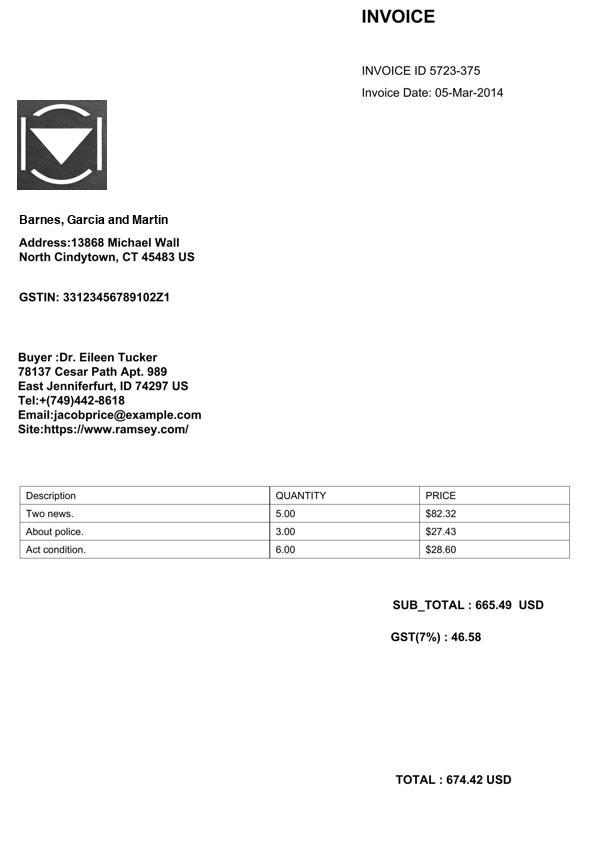 INVOICE
INVOICE ID 5723-375
Invoice Date: 05-Mar-2014
Barnes, Garcia and Martin
Address:13868 Michael Wall
North Cindytown, CT 45483 US
GSTIN: 33123456789102Z1
Buyer :Dr. Eileen Tucker
78137 Cesar Path Apt. 989
East Jenniferfurt, ID 74297 US
Tel:+(749)442-8618
Email:jacobprice@example.com
Site:https://www.ramsey.com/
Description QUANTITY PRICE
Two news. 5.00 $82.32
About police. 3.00 $27.43
Act condition. 6.00 $28.60
SUB_TOTAL : 665.49  USD
GST(7%) : 46.58
TOTAL : 674.42 USD